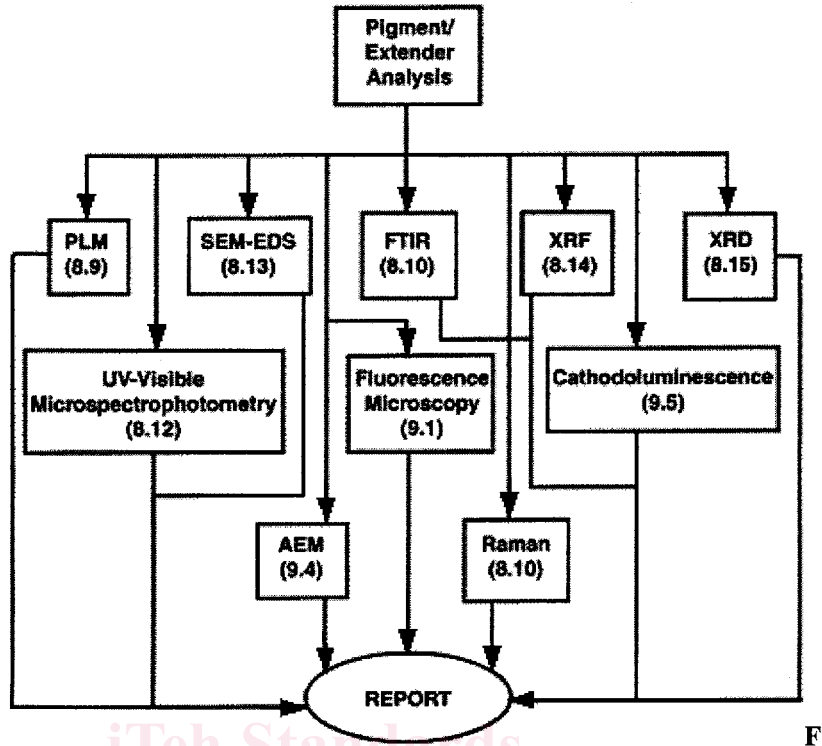 Pigment/
Extender
Analysis
PLM
(8.9)
SEM-EDS
(8.13)
FTIR
(8.10)
XRF
(8.14)
XRD
(8.15)
UV-Visible
Microspectrophotometry
(8.12)
Fluorescence
Microscopy
(9.1)
Cathodoluminescence
(9.5)
AEM
(9.4)
Raman
(8.10)
REPORT
iTeh Standards
F